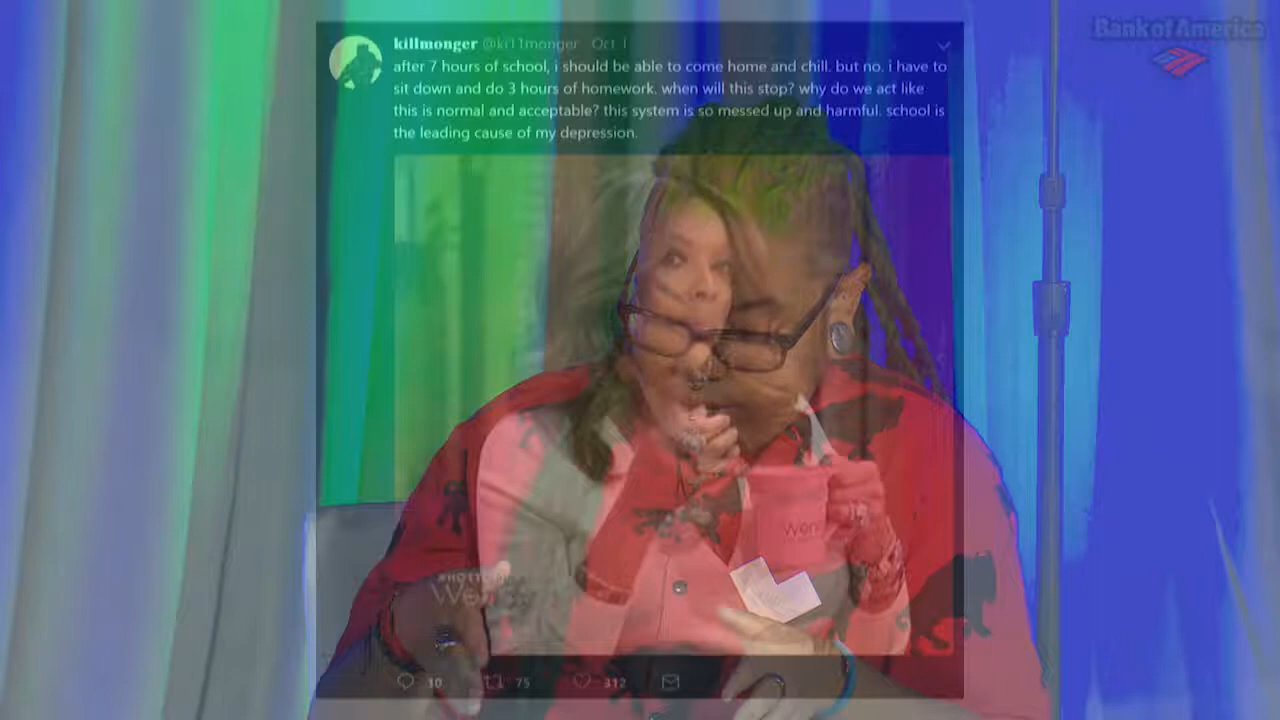 Bank of America
killmonger @ki11monger Oct 1
after 7 hours of school, i should be able to come home and chill. but no. i have to
sit down and do 3 hours of homework. when will this stop? why do we act like
this is normal and acceptable? this system is so messed up and harmful. school is
the leading cause of my depression.
10 75 312